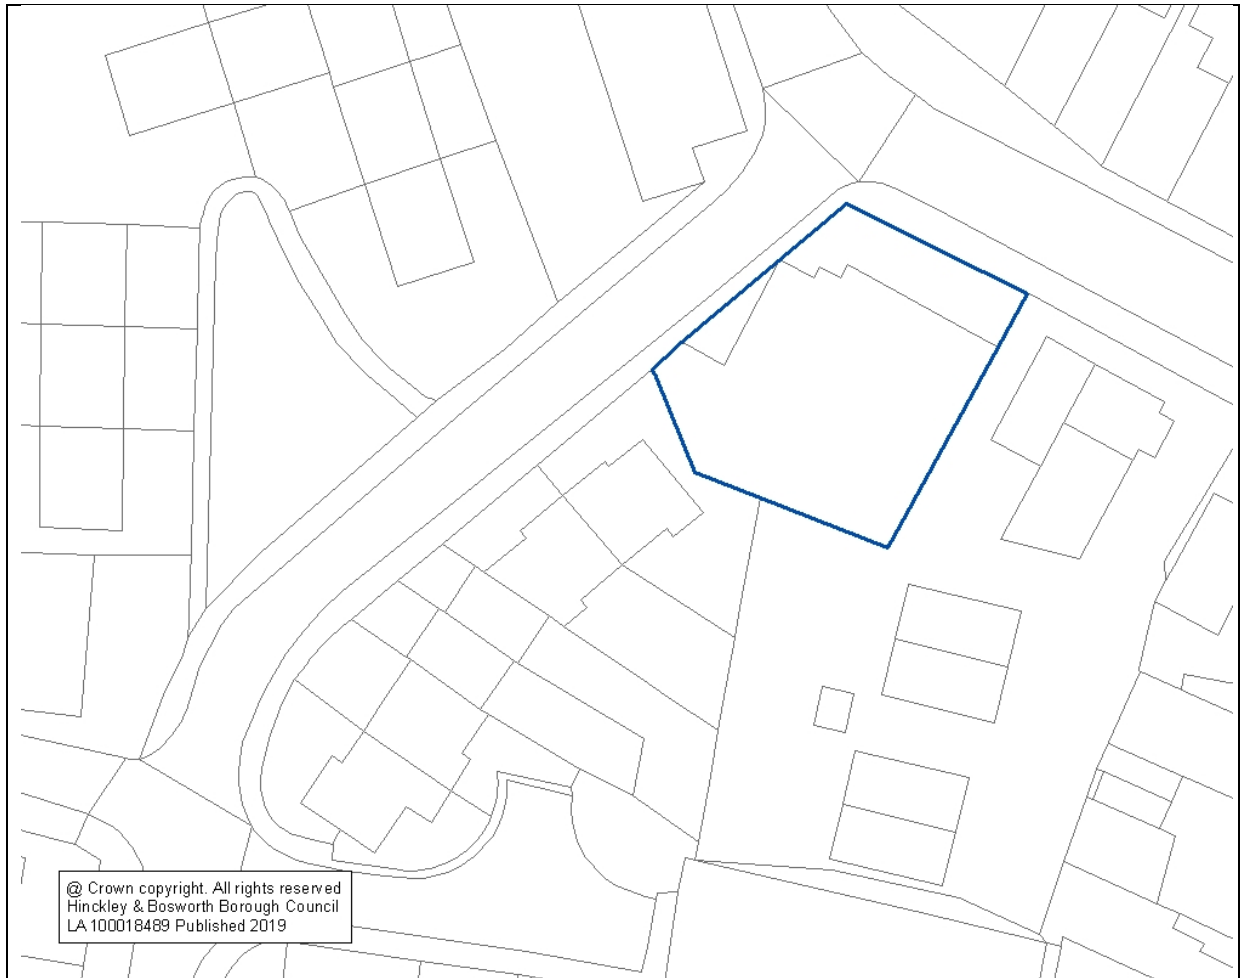 @ Crown copyright. All rights reserved
Hinckley & Bosworth Borough Council
LA 100018489 Published 2019